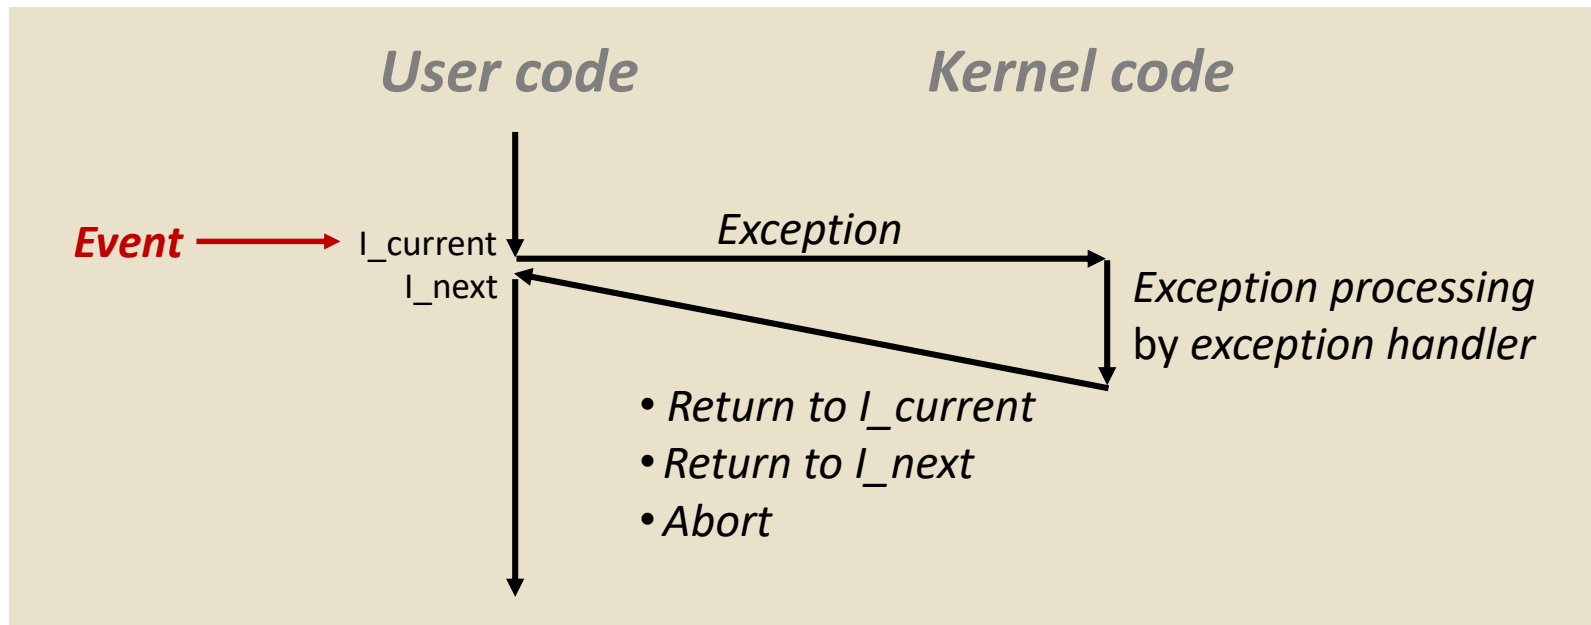 User code
Kernel code
Event
I_current
Exception
I_next
Exception processing
by exception handler
• Return to I_current
• Return to I_next
• Abort